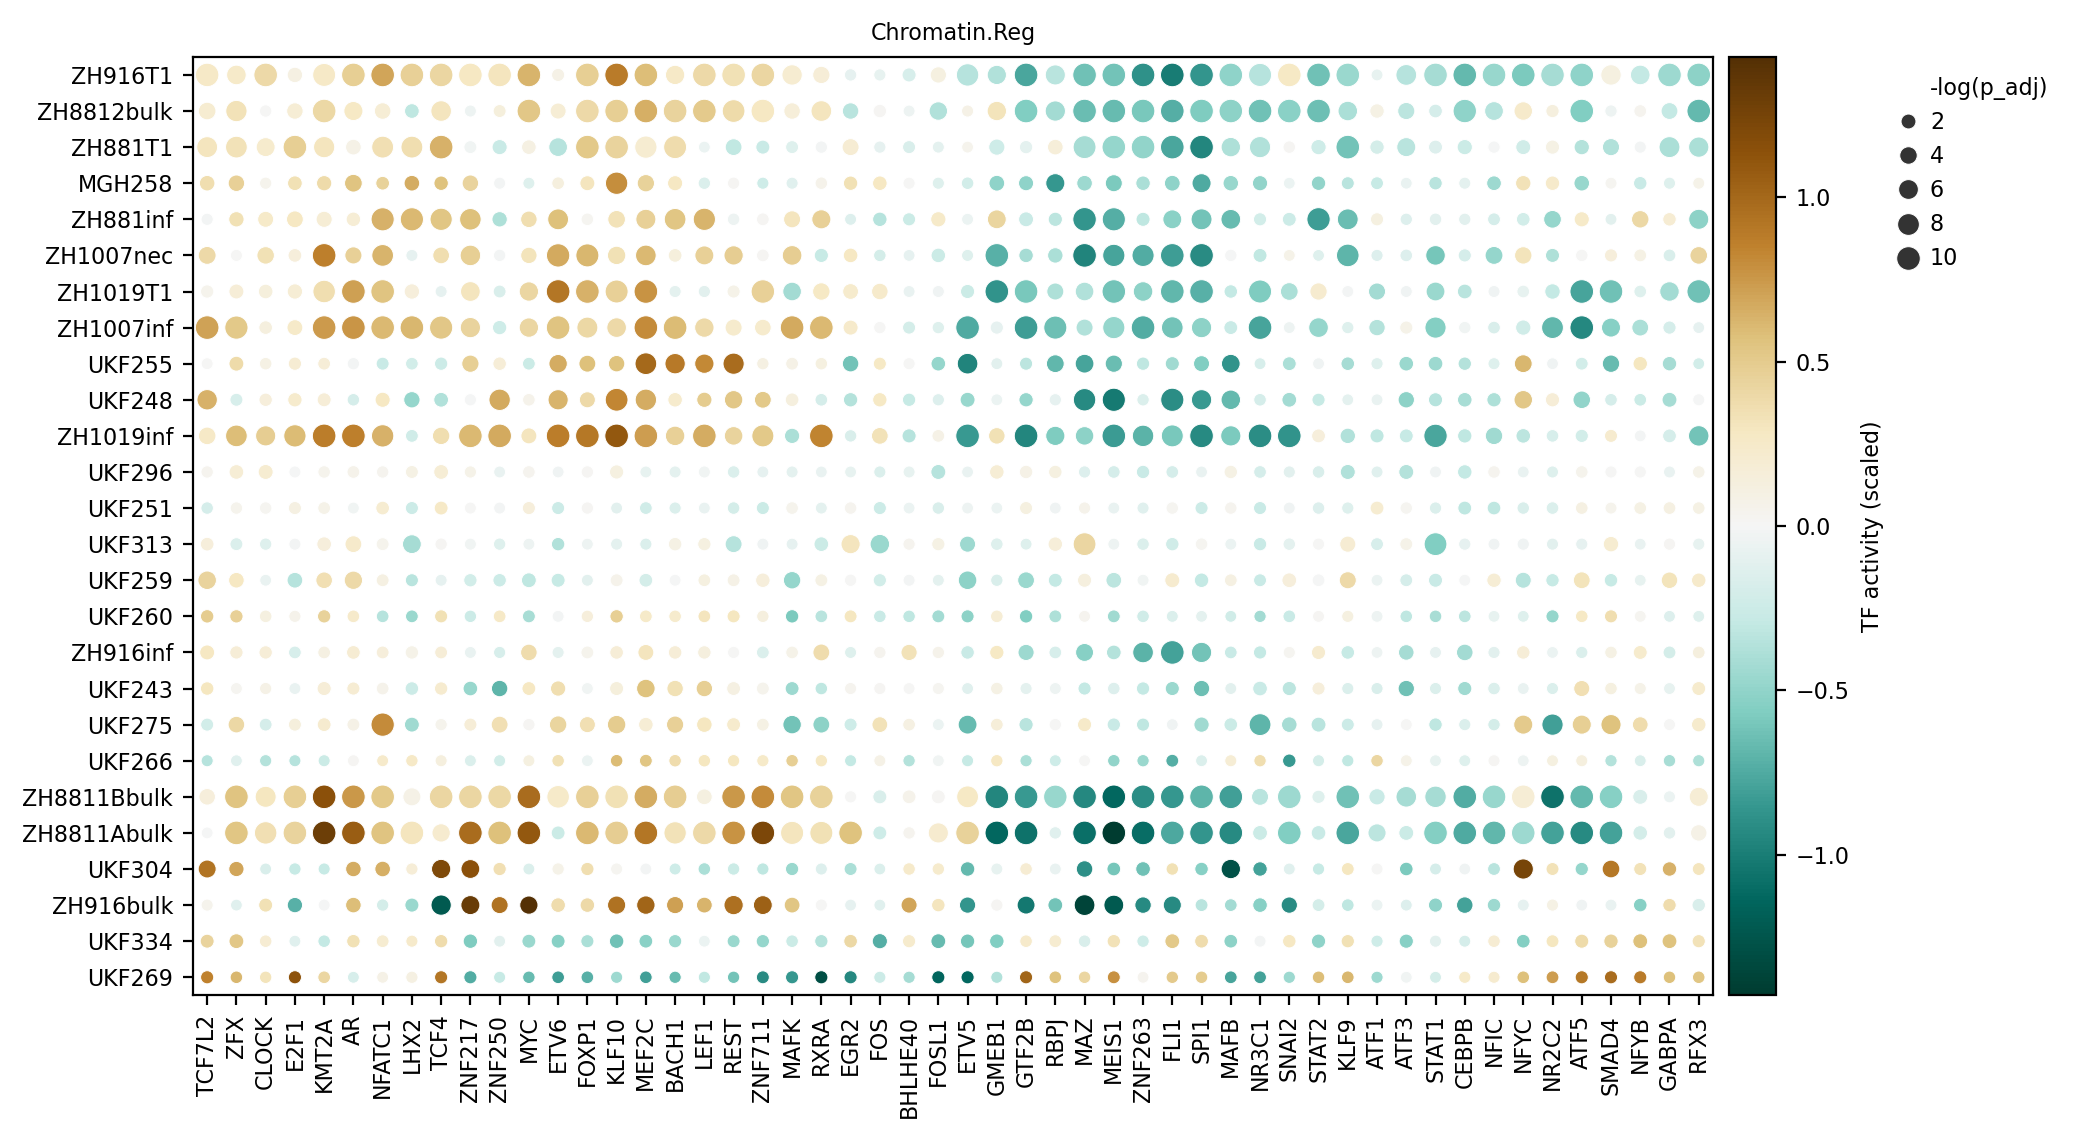 Chromatin.Reg
ZH916T1
ZH8812bulk
ZH881T1
MGH258
ZH881inf
ZH1007nec
ZH1019T1
ZH1007inf
UKF255
UKF248
ZH1019inf
UKF296
UKF251
UKF313
UKF259
UKF260
ZH916inf
UKF243
UKF275
UKF266
ZH8811Bbulk
ZH8811Abulk
UKF304
ZH916bulk
UKF334
UKF269
TCF7L2
ZFX
CLOCK
E2F1
KMT2A
AR
NFATC1
LHX2
TCF4
ZNF217
ZNF250
MYC
ETV6
FOXP1
KLF10
MEF2C
BACH1
LEF1
REST
ZNF711
MAFK
RXRA
EGR2
FOS
BHLHE40
FOSL1
ETV5
GMEB1
GTF2B
RBPJ
MAZ
MEIS1
ZNF263
FLI1
SPI1
MAFB
NR3C1
SNAI2
STAT2
KLF9
ATF1
ATF3
STAT1
CEBPB
NFIC
NFYC
NR2C2
ATF5
SMAD4
NFYB
GABPA
RFX3
1.0
0.5
0.0
−0.5
−1.0
TF activity (scaled)
-log(p_adj)
2
4
6
8
10